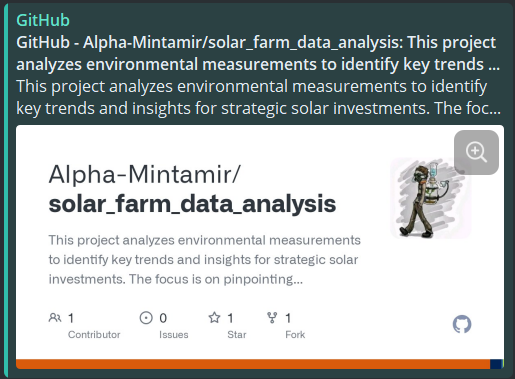 GitHub
GitHub - Alpha-Mintamir/solar_farm_data_analysis: This project
analyzes environmental measurements to identify key trends ...
This project analyzes environmental measurements to identify
key trends and insights for strategic solar investments. The foc...
Alpha-Mintamir/
solar_farm_data_analysis
This project analyzes environmental measurements
to identify key trends and insights for strategic solar
investments. The focus is on pinpointing...
1 0 1 1
Contributor Issues Star Fork